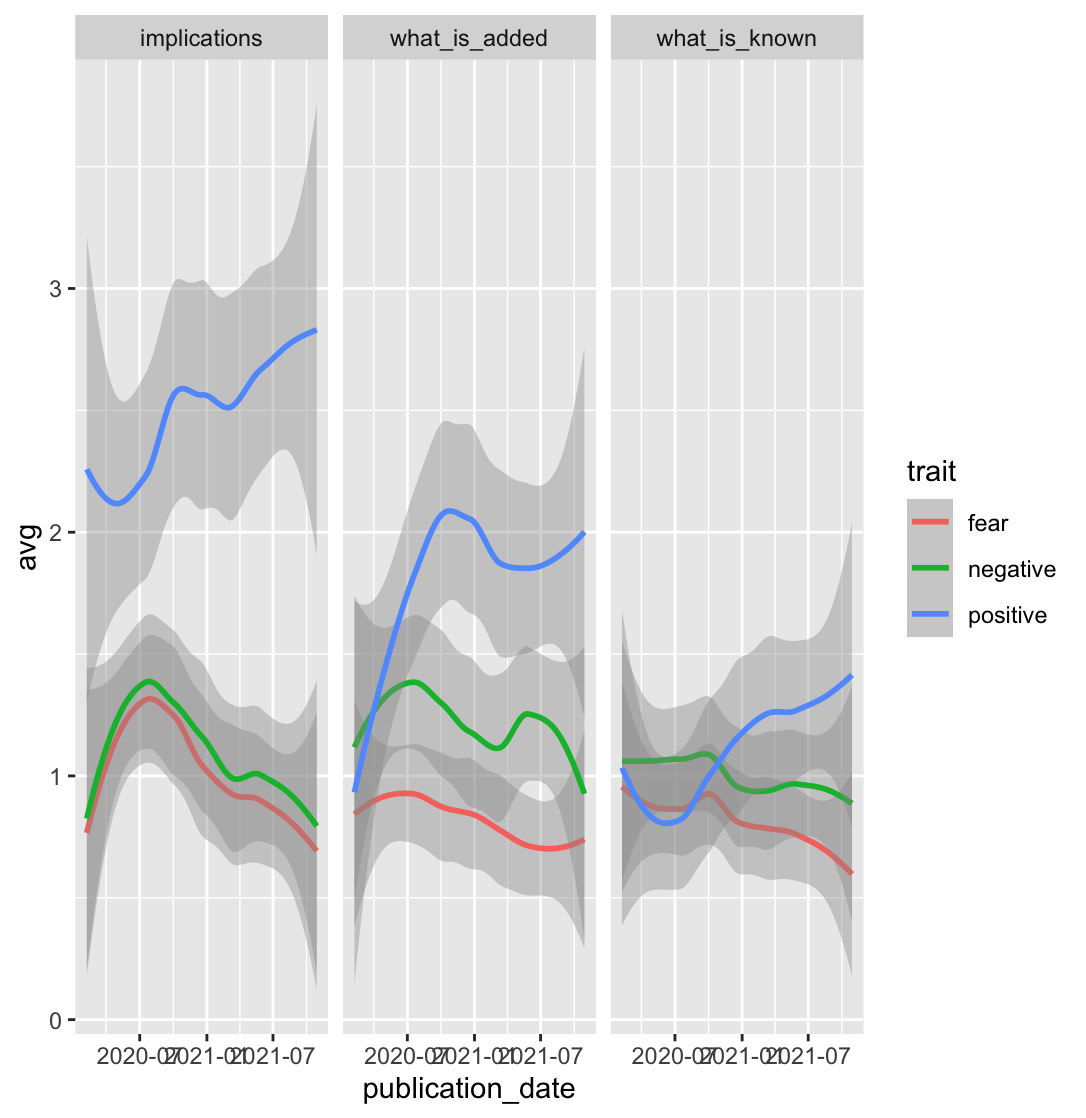 implications what_is_added what_is_known
3
2
1
0
avg
trait
fear
negative
positive
2020-07 2021-01 2021-07 2020-07 2021-01 2021-07 2020-07 2021-01 2021-07
publication_date